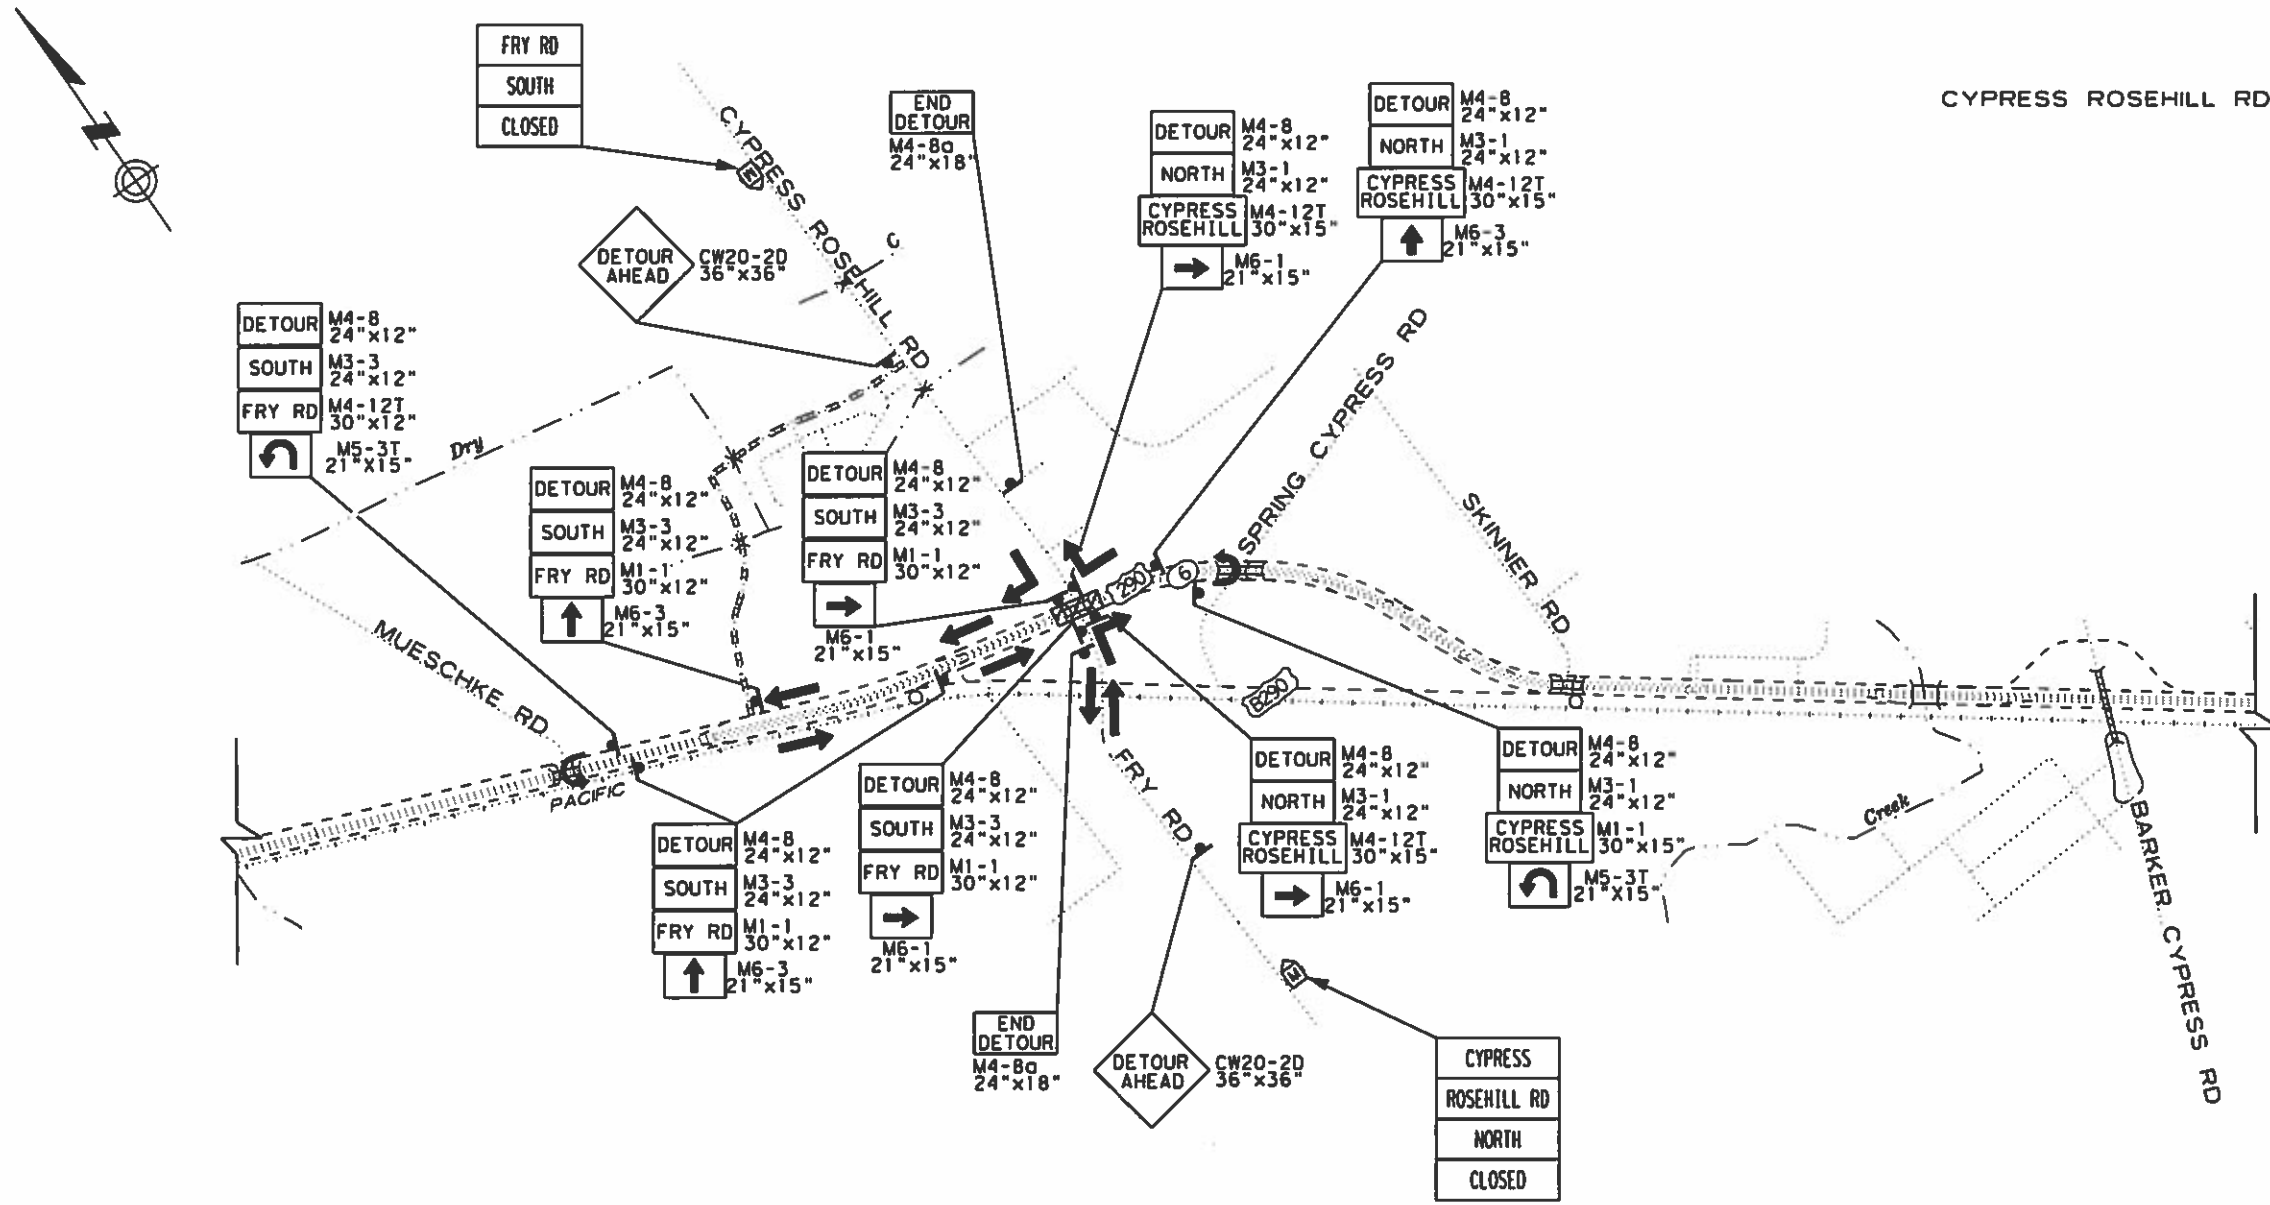 CYPRESS ROSEHILL RD
FRY RD
SOUTH
CLOSED
END
DETOUR
M4-8a
24"x18"
DETOUR
M4-8
24"x12"
NORTH
M3-1
24"x12"
CYPRESS
ROSEHILL
M4-12T
30"x15"
M6-1
21"x15"
DETOUR
M4-8
24"x12"
NORTH
M3-1
24"x12"
CYPRESS
ROSEHILL
M4-12T
30"x15"
M6-3
21"x15"
CYPRESS ROSEHILL RD
C
DETOUR
AHEAD
CW20-2D
36"x36"
DETOUR
M4-8
24"x12"
SOUTH
M3-3
24"x12"
FRY RD
M4-12T
30"x12"
M5-3T
21"x15"
Dry
DETOUR
M4-8
24"x12"
SOUTH
M3-3
24"x12"
FRY RD
M1-1
30"x12"
M6-3
21"x15"
DETOUR
M4-8
24"x12"
SOUTH
M3-3
24"x12"
FRY RD
M1-1
30"x12"
M6-1
21"x15"
SPRING CYPRESS RD
SKINNER RD
290
6
B290
MUESCHKE RD
PACIFIC
FRY RD
DETOUR
M4-8
24"x12"
SOUTH
M3-3
24"x12"
FRY RD
M1-1
30"x12"
M6-3
21"x15"
DETOUR
M4-8
24"x12"
SOUTH
M3-3
24"x12"
FRY RD
M1-1
30"x12"
M6-1
21"x15"
DETOUR
M4-8
24"x12"
NORTH
M3-1
24"x12"
CYPRESS
ROSEHILL
M4-12T
30"x15"
M6-1
21"x15"
DETOUR
M4-8
24"x12"
NORTH
M3-1
24"x12"
CYPRESS
ROSEHILL
M1-1
30"x15"
M5-3T
21"x15"
Creek
BARKER CYPRESS RD
END
DETOUR
M4-8a
24"x18"
DETOUR
AHEAD
CW20-2D
36"x36"
CYPRESS
ROSEHILL RD
NORTH
CLOSED